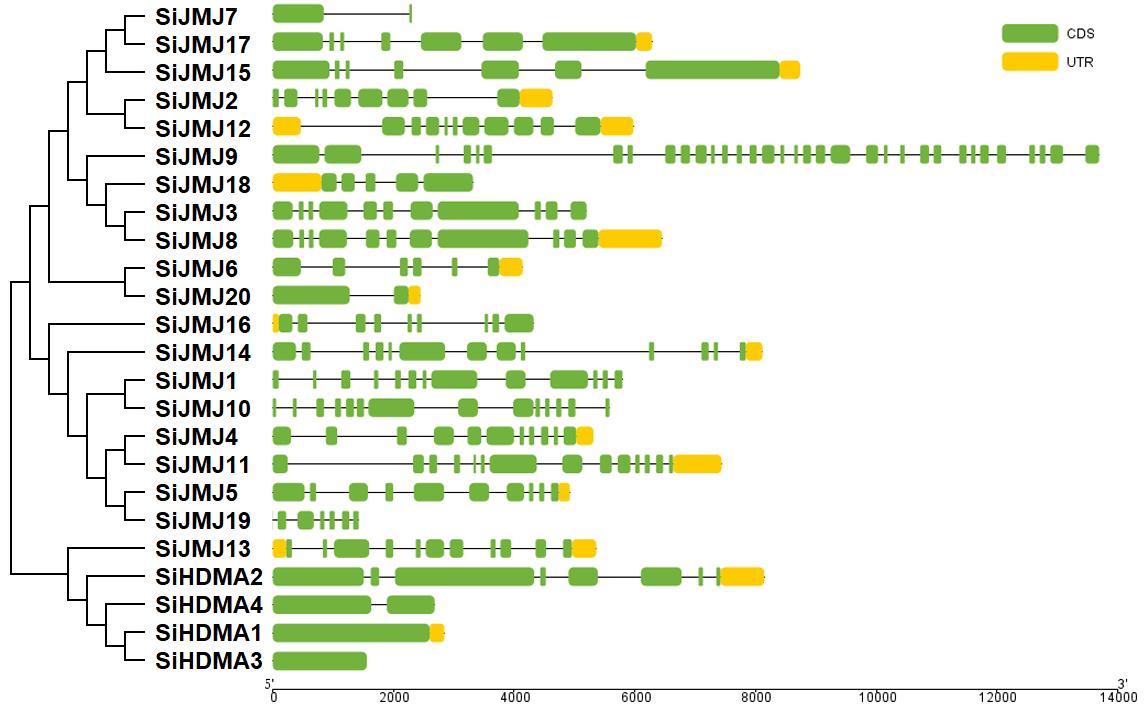 SiJMJ7
SiJMJ17
SiJMJ15
SiJMJ2
SiJMJ12
SiJMJ9
SiJMJ18
SiJMJ3
SiJMJ8
SiJMJ6
SiJMJ20
SiJMJ16
SiJMJ14
SiJMJ1
SiJMJ10
SiJMJ4
SiJMJ11
SiJMJ5
SiJMJ19
SiJMJ13
SiHDMA2
SiHDMA4
SiHDMA1
SiHDMA3
CDS
UTR
5' 3'
0 2000 4000 6000 8000 10000 12000 14000